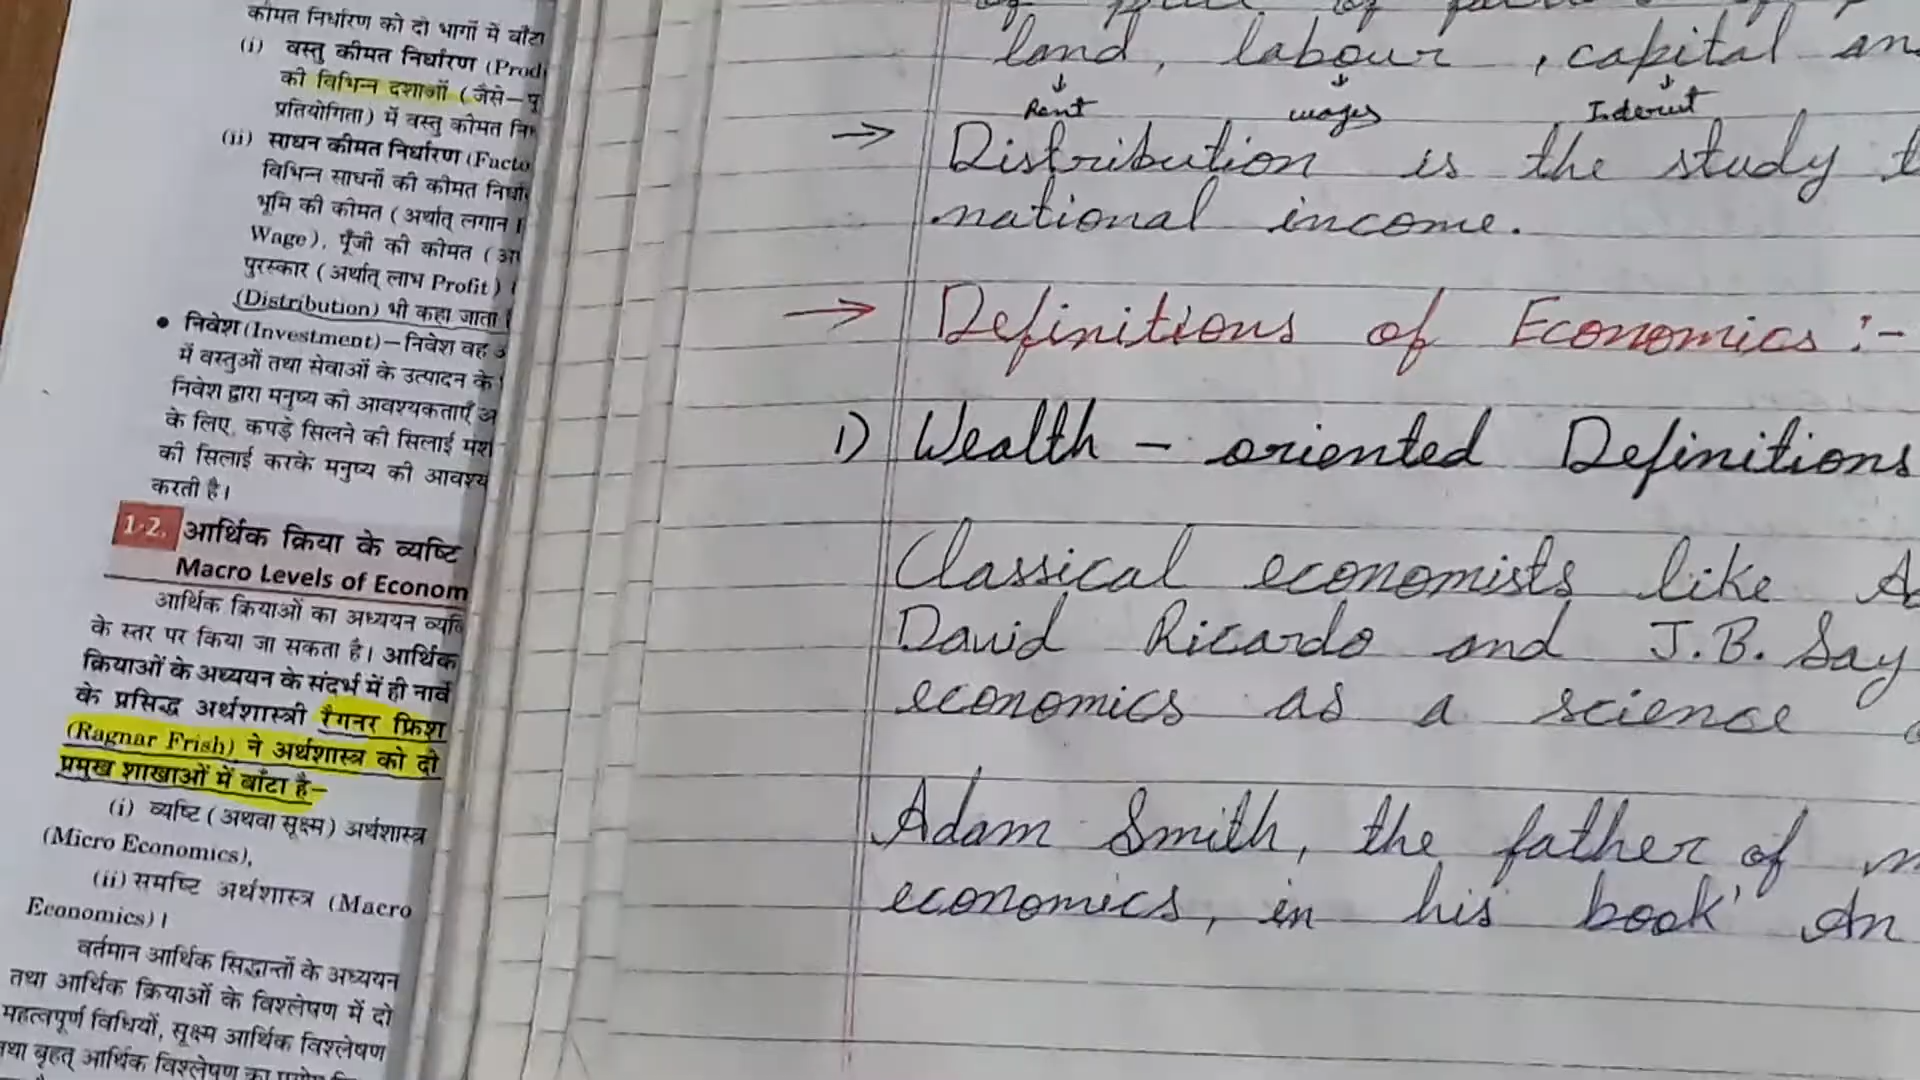 कीमत निर्धारण को दो भागों में बाँटा
(i) वस्तु कीमत निर्धारण (Prod
की विभिन्न दशाओं (जैसे—पू
प्रतियोगिता) में वस्तु कीमत
(ii) साधन कीमत निर्धारण (Facto
विभिन्न साधनों की कीमत
भूमि की कीमत (अर्थात् लगान
Wage), पूँजी की कीमत (
पुरस्कार (अर्थात् लाभ Profit)
(Distribution) भी कहा जाता
• निवेश (Investment)—निवेश वह
में वस्तुओं तथा सेवाओं के उत्पादन के
निवेश द्वारा मनुष्य की आवश्यकताएँ
के लिए, कपड़े सिलने की सिलाई
की सिलाई करके मनुष्य की आवश्य
करती है।
1·2. आर्थिक क्रिया के व्यष्टि
Macro Levels of Econom
आर्थिक क्रियाओं का अध्ययन
के स्तर पर किया जा सकता है। आर्थिक
क्रियाओं के अध्ययन के संदर्भ में ही नार्वे
के प्रसिद्ध अर्थशास्त्री रैगनर फ्रिश
(Ragnar Frish) ने अर्थशास्त्र को दो
प्रमुख शाखाओं में बाँटा है—
(i) व्यष्टि (अथवा सूक्ष्म) अर्थशास्त्र
(Micro Economics),
(ii) समष्टि अर्थशास्त्र (Macro
Economics)।
वर्तमान आर्थिक सिद्धान्तों के अध्ययन
तथा आर्थिक क्रियाओं के विश्लेषण में दो
महत्वपूर्ण विधियों, सूक्ष्म आर्थिक विश्लेषण
तथा बृहत् आर्थिक विश्लेषण का
land, labour, capital an
↓ ↓ ↓
Rent wages Interest
→ Distribution is the study
national income.
→ Definitions of Economics :-
1) Wealth - oriented Definitions
Classical economists like A
David Ricardo and J.B. Say
economics as a science
Adam Smith, the father of
economics, in his book' An